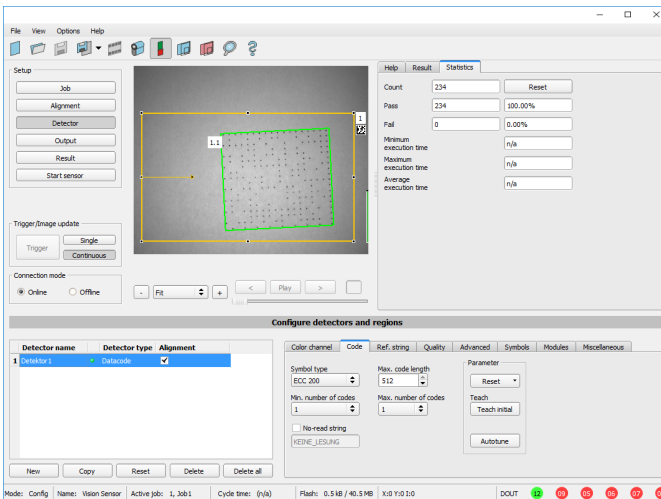 File View Options Help
Setup
Job
Alignment
Detector
Output
Result
Start sensor
Trigger/Image update
Trigger
Single
Continuous
Connection mode
Online Offline
1
1.1
- Fit + < Play >
Help Result Statistics
Count 234 Reset
Pass 234 100.00%
Fail 0 0.00%
Minimum
execution time n/a
Maximum
execution time n/a
Average
execution time n/a
Configure detectors and regions
Detector name Detector type Alignment
1 Detektor1 Datacode
New Copy Reset Delete Delete all
Color channel Code Ref. string Quality Advanced Symbols Modules Miscellaneous
Symbol type Max. code length
ECC 200 512
Min. number of codes Max. number of codes
1 1
No-read string
KEINE_LESUNG
Parameter
Reset
Teach
Teach initial
Autotune
Mode: Config Name: Vision Sensor Active job: 1, Job1 Cycle time: (n/a) Flash: 0.5 kB / 40.5 MB X:0 Y:0 I:0 DOUT 12 09 05 06 07